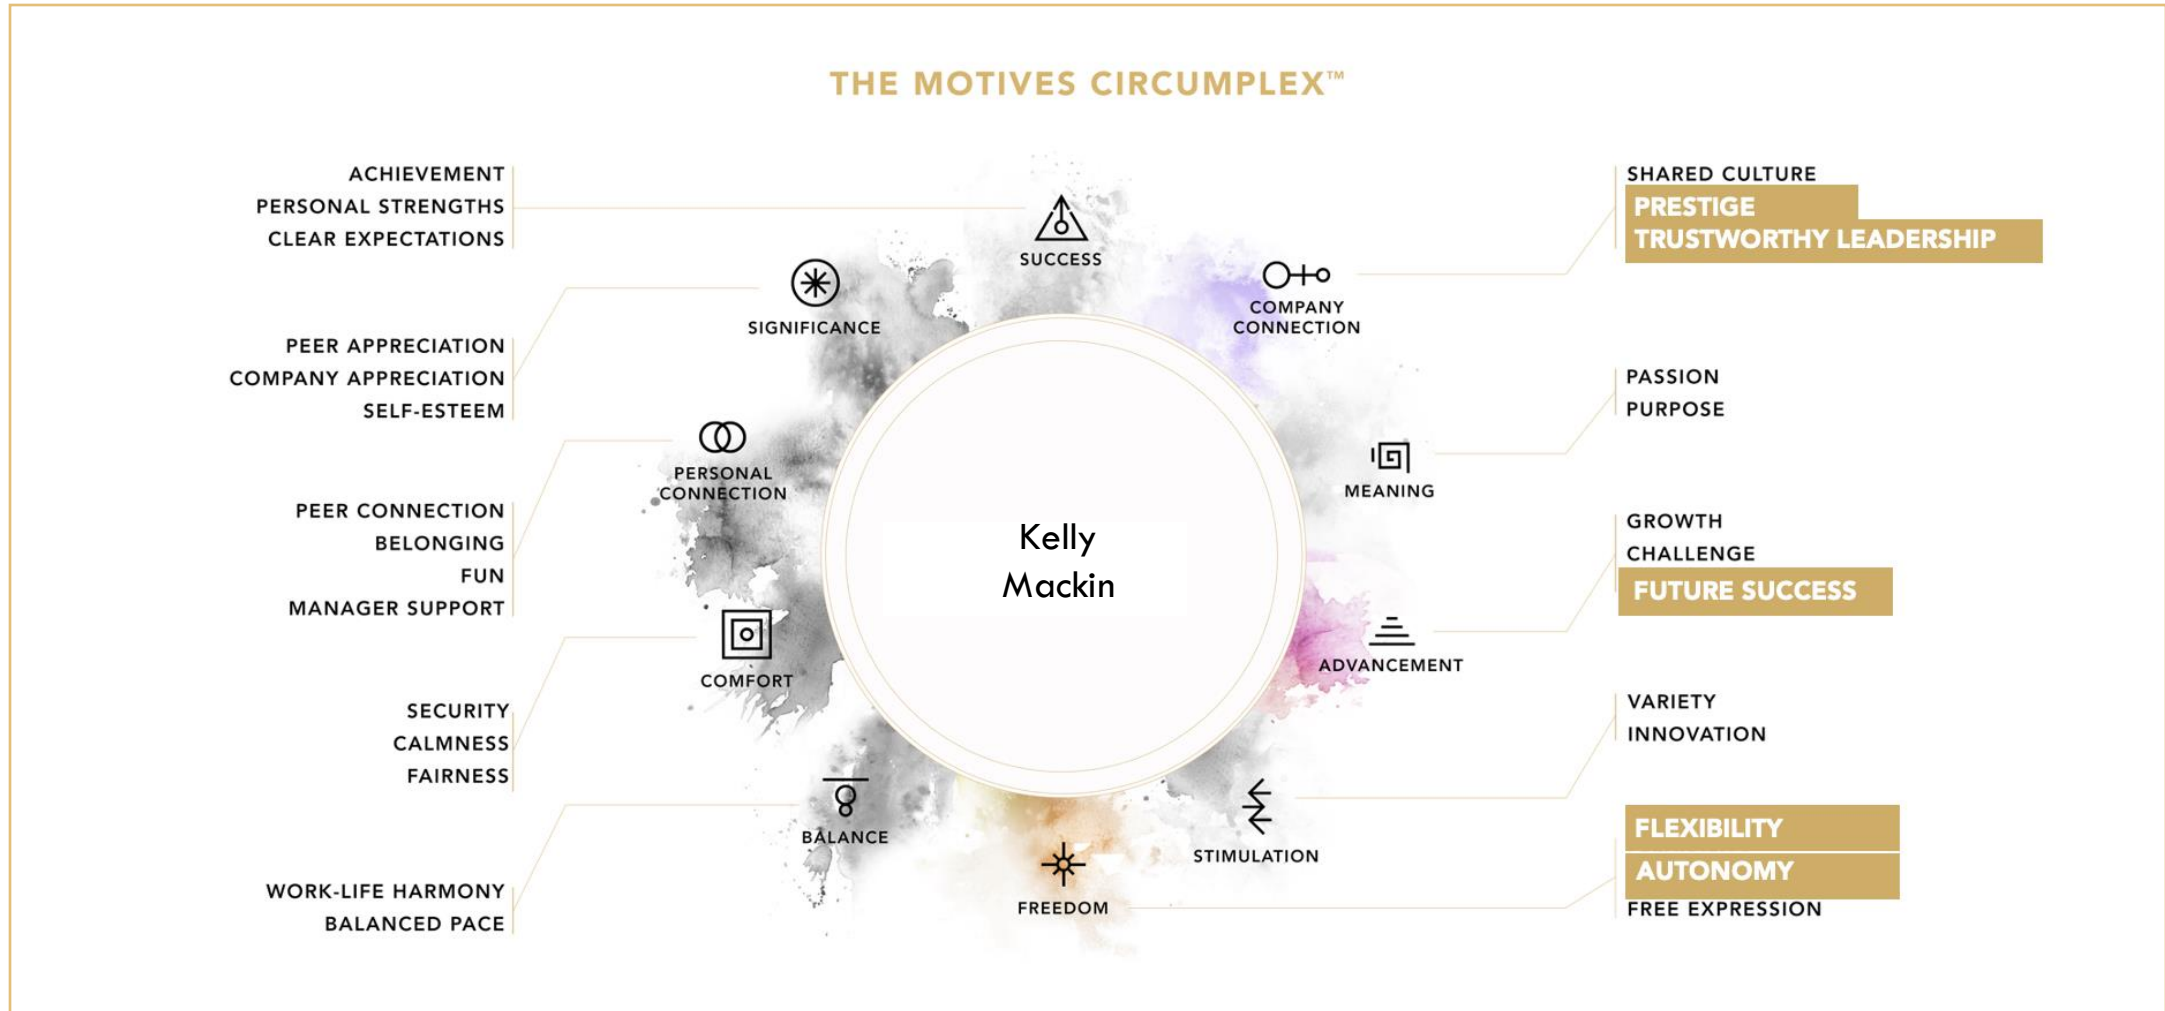 THE MOTIVES CIRCUMPLEX™
ACHIEVEMENT
PERSONAL STRENGTHS
CLEAR EXPECTATIONS
SUCCESS
SHARED CULTURE
PRESTIGE
TRUSTWORTHY LEADERSHIP
COMPANY
CONNECTION
SIGNIFICANCE
PEER APPRECIATION
COMPANY APPRECIATION
SELF-ESTEEM
PASSION
PURPOSE
MEANING
PERSONAL
CONNECTION
PEER CONNECTION
BELONGING
FUN
MANAGER SUPPORT
Kelly
Mackin
GROWTH
CHALLENGE
FUTURE SUCCESS
ADVANCEMENT
COMFORT
SECURITY
CALMNESS
FAIRNESS
VARIETY
INNOVATION
STIMULATION
BALANCE
WORK-LIFE HARMONY
BALANCED PACE
FREEDOM
FLEXIBILITY
AUTONOMY
FREE EXPRESSION